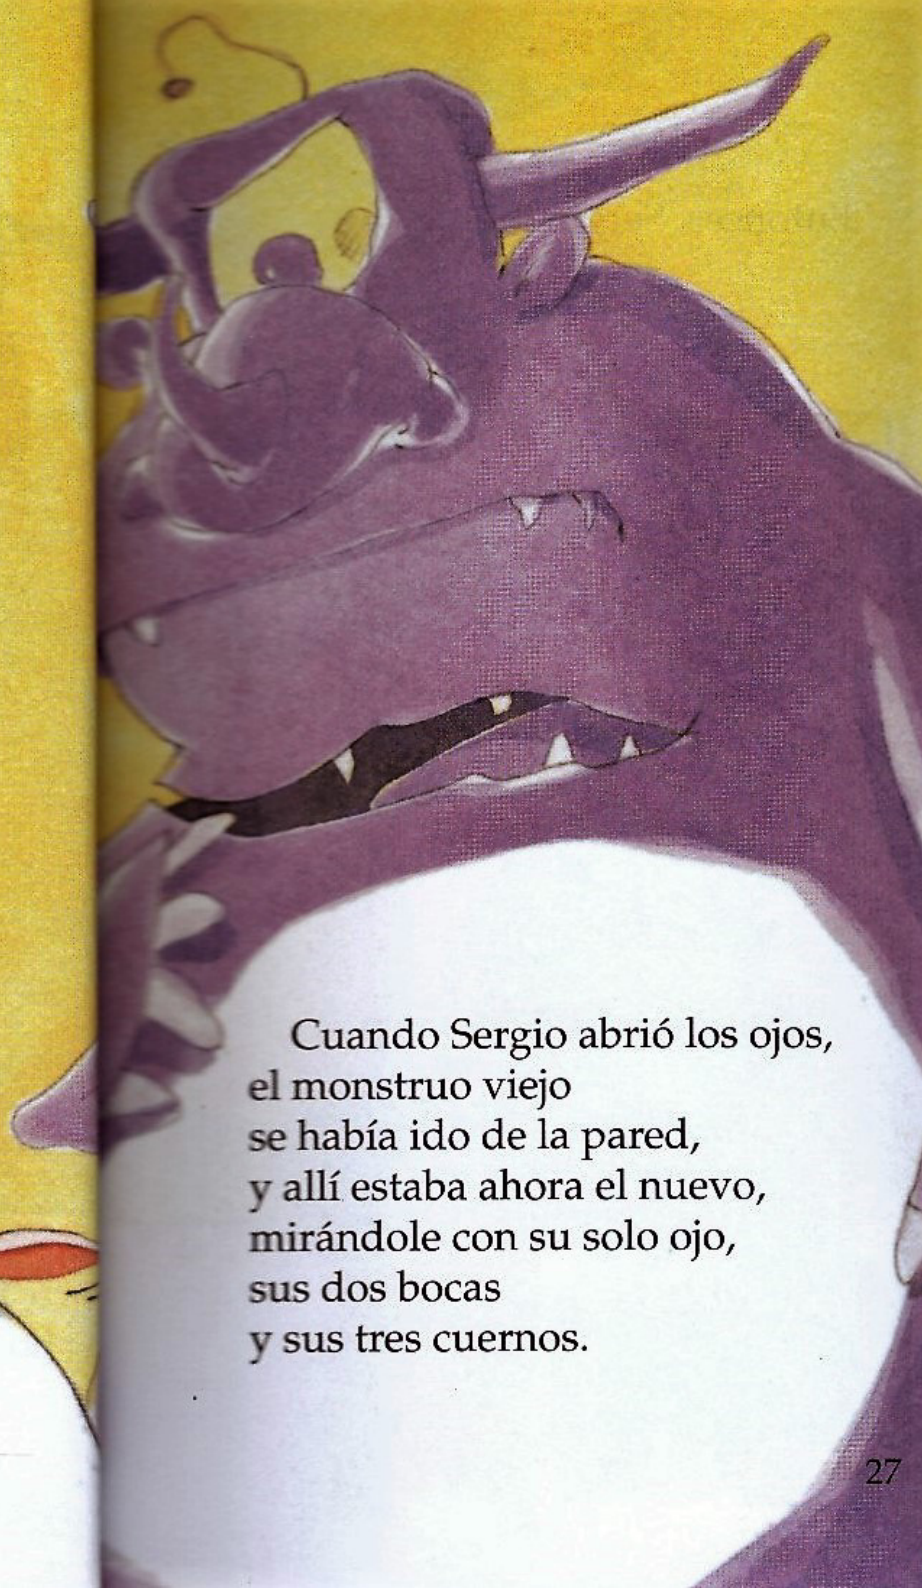 Cuando Sergio abrió los ojos,
el monstruo viejo
se había ido de la pared,
y allí estaba ahora el nuevo,
mirándole con su solo ojo,
sus dos bocas
y sus tres cuernos.
27